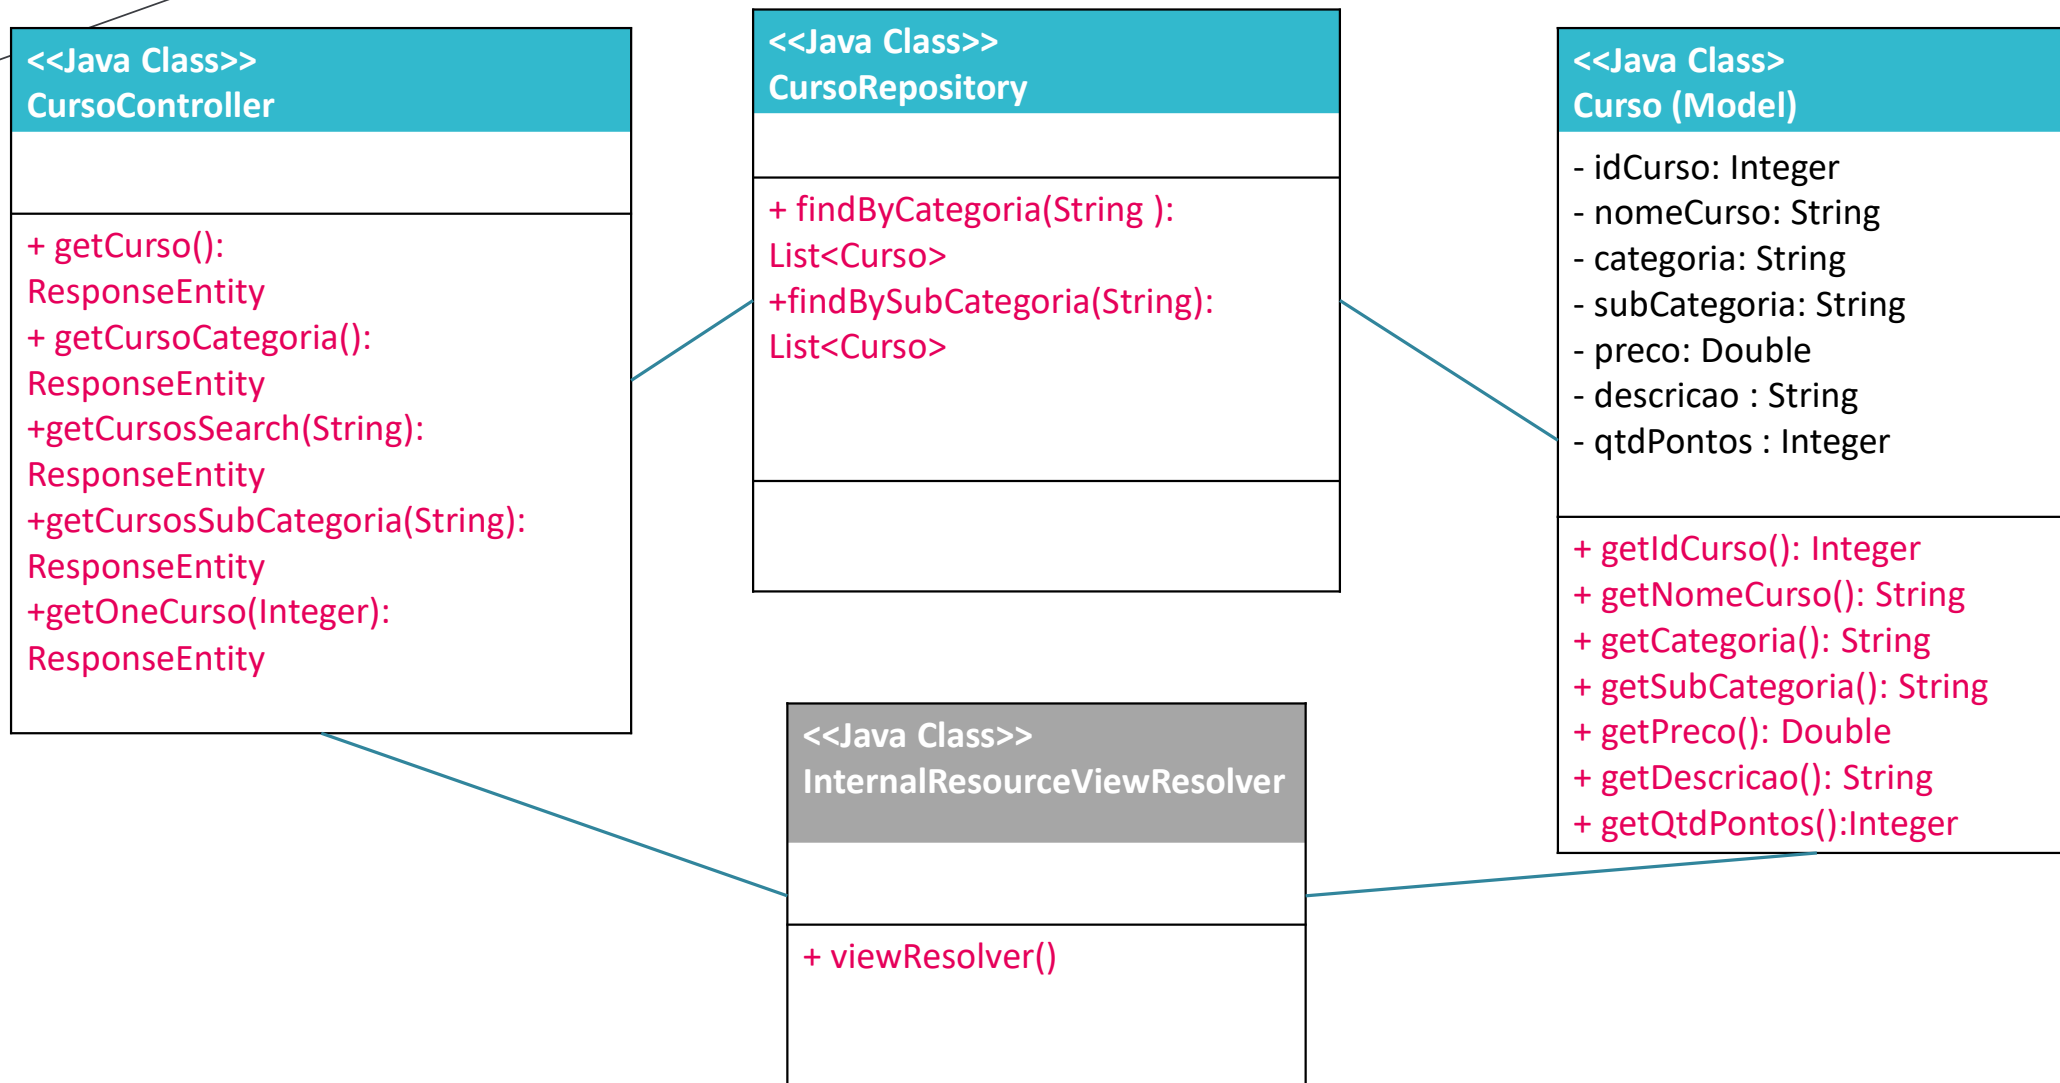 <<Java Class>>
CursoController
+ getCurso():
ResponseEntity
+ getCursoCategoria():
ResponseEntity
+getCursosSearch(String):
ResponseEntity
+getCursosSubCategoria(String):
ResponseEntity
+getOneCurso(Integer):
ResponseEntity
<<Java Class>>
CursoRepository
+ findByCategoria(String ):
List<Curso>
+findBySubCategoria(String):
List<Curso>
<<Java Class>
Curso (Model)
- idCurso: Integer
- nomeCurso: String
- categoria: String
- subCategoria: String
- preco: Double
- descricao : String
- qtdPontos : Integer
+ getIdCurso(): Integer
+ getNomeCurso(): String
+ getCategoria(): String
+ getSubCategoria(): String
+ getPreco(): Double
+ getDescricao(): String
+ getQtdPontos():Integer
<<Java Class>>
InternalResourceViewResolver
+ viewResolver()